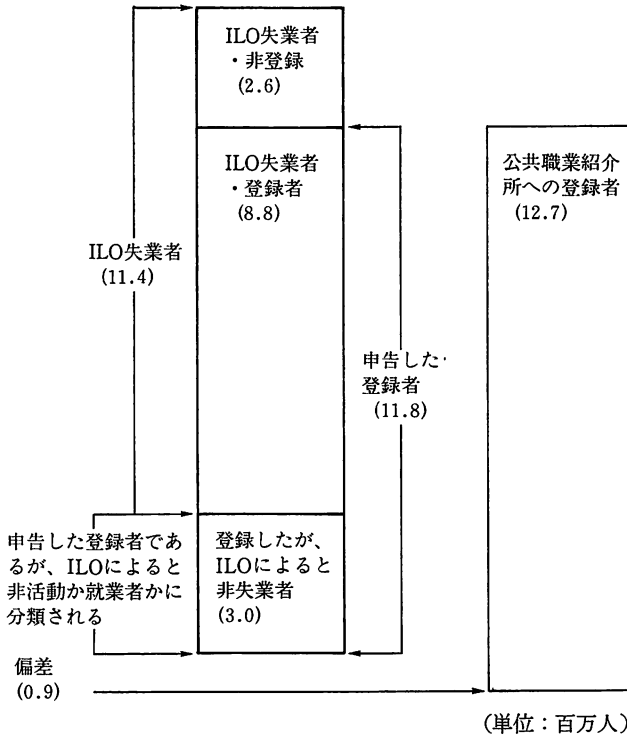 ILO失業者
・非登録
(2.6)
ILO失業者
・登録者
(8.8)
公共職業紹介
所への登録者
(12.7)
ILO失業者
(11.4)
申告した
登録者
(11.8)
申告した登録者であ
るが、ILOによると
非活動か就業者かに
分類される
登録したが、
ILOによると
非失業者
(3.0)
偏差
(0.9)
(単位：百万人)